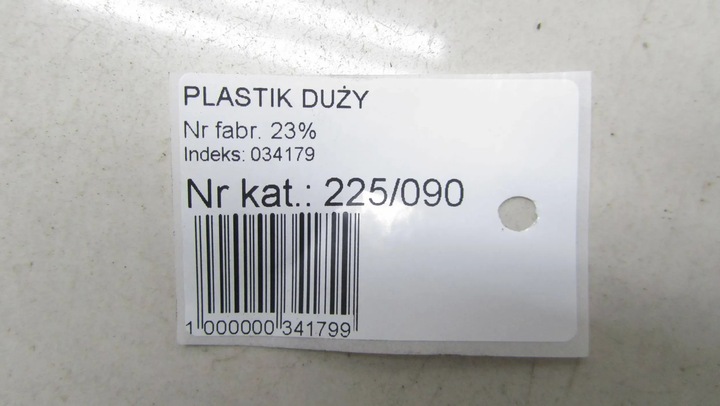 PLASTIK DUŻY
Nr fabr. 23%
Indeks: 034179
Nr kat.: 225/090
1 000000 341799